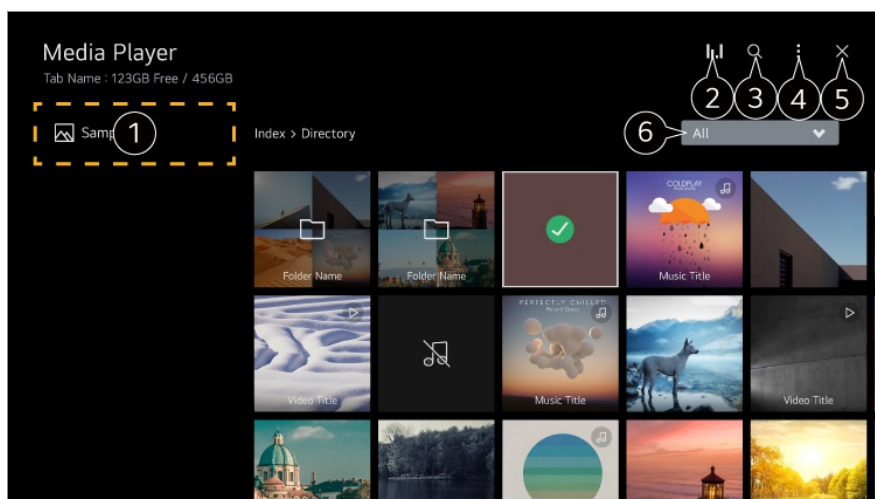 Media Player
Tab Name : 123GB Free / 456GB
2 3 4 5
1
Index > Directory
6
All
COLDPLAY
Folder Name
Folder Name
Music Title
PERFECTLY CHILLED
Video Title
Music Title
Video Title